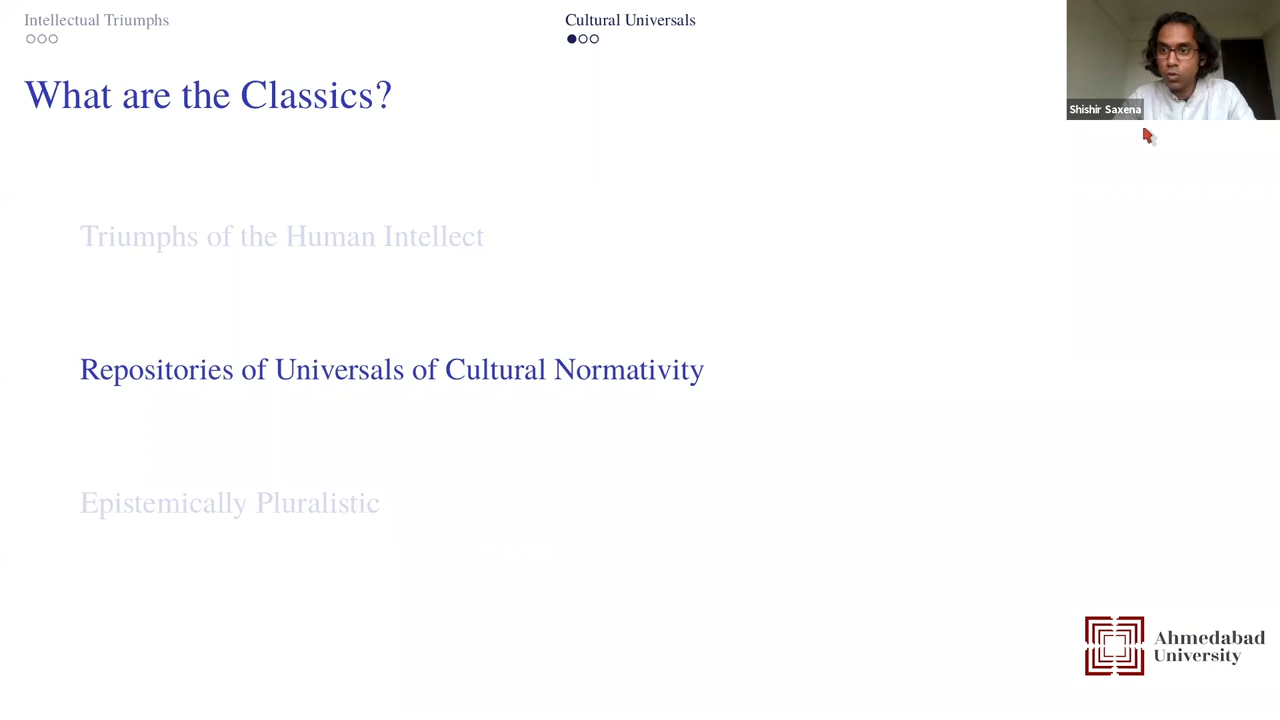 Intellectual Triumphs
Cultural Universals
Shishir Saxena
What are the Classics?
Triumphs of the Human Intellect
Repositories of Universals of Cultural Normativity
Epistemically Pluralistic
Ahmedabad
University